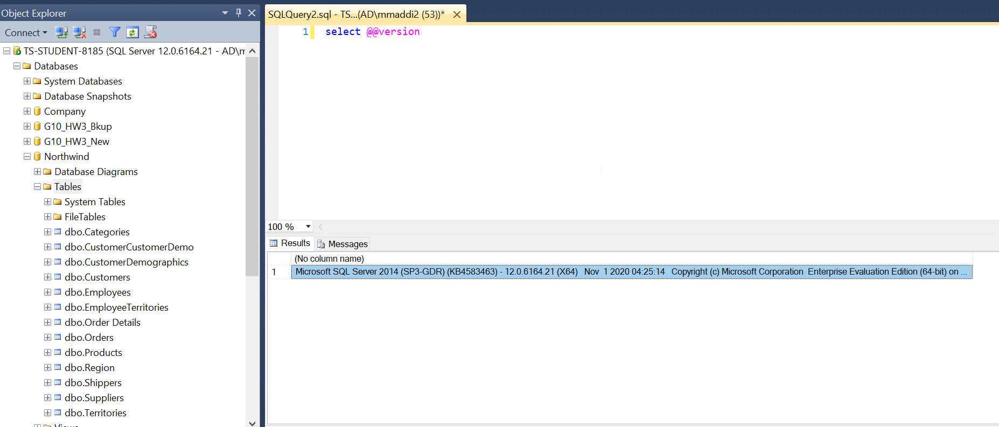 Object Explorer
Connect
TS-STUDENT-8185 (SQL Server 12.0.6164.21 - AD\m
Databases
System Databases
Database Snapshots
Company
G10_HW3_Bkup
G10_HW3_New
Northwind
Database Diagrams
Tables
System Tables
FileTables
dbo.Categories
dbo.CustomerCustomerDemo
dbo.CustomerDemographics
dbo.Customers
dbo.Employees
dbo.EmployeeTerritories
dbo.Order Details
dbo.Orders
dbo.Products
dbo.Region
dbo.Shippers
dbo.Suppliers
dbo.Territories
Views
SQLQuery2.sql - TS...(AD\mmaddi2 (53))*
1 select @@version
100 %
Results Messages
(No column name)
1 Microsoft SQL Server 2014 (SP3-GDR) (KB4583463) - 12.0.6164.21 (X64) Nov 1 2020 04:25:14 Copyright (c) Microsoft Corporation Enterprise Evaluation Edition (64-bit) on ...